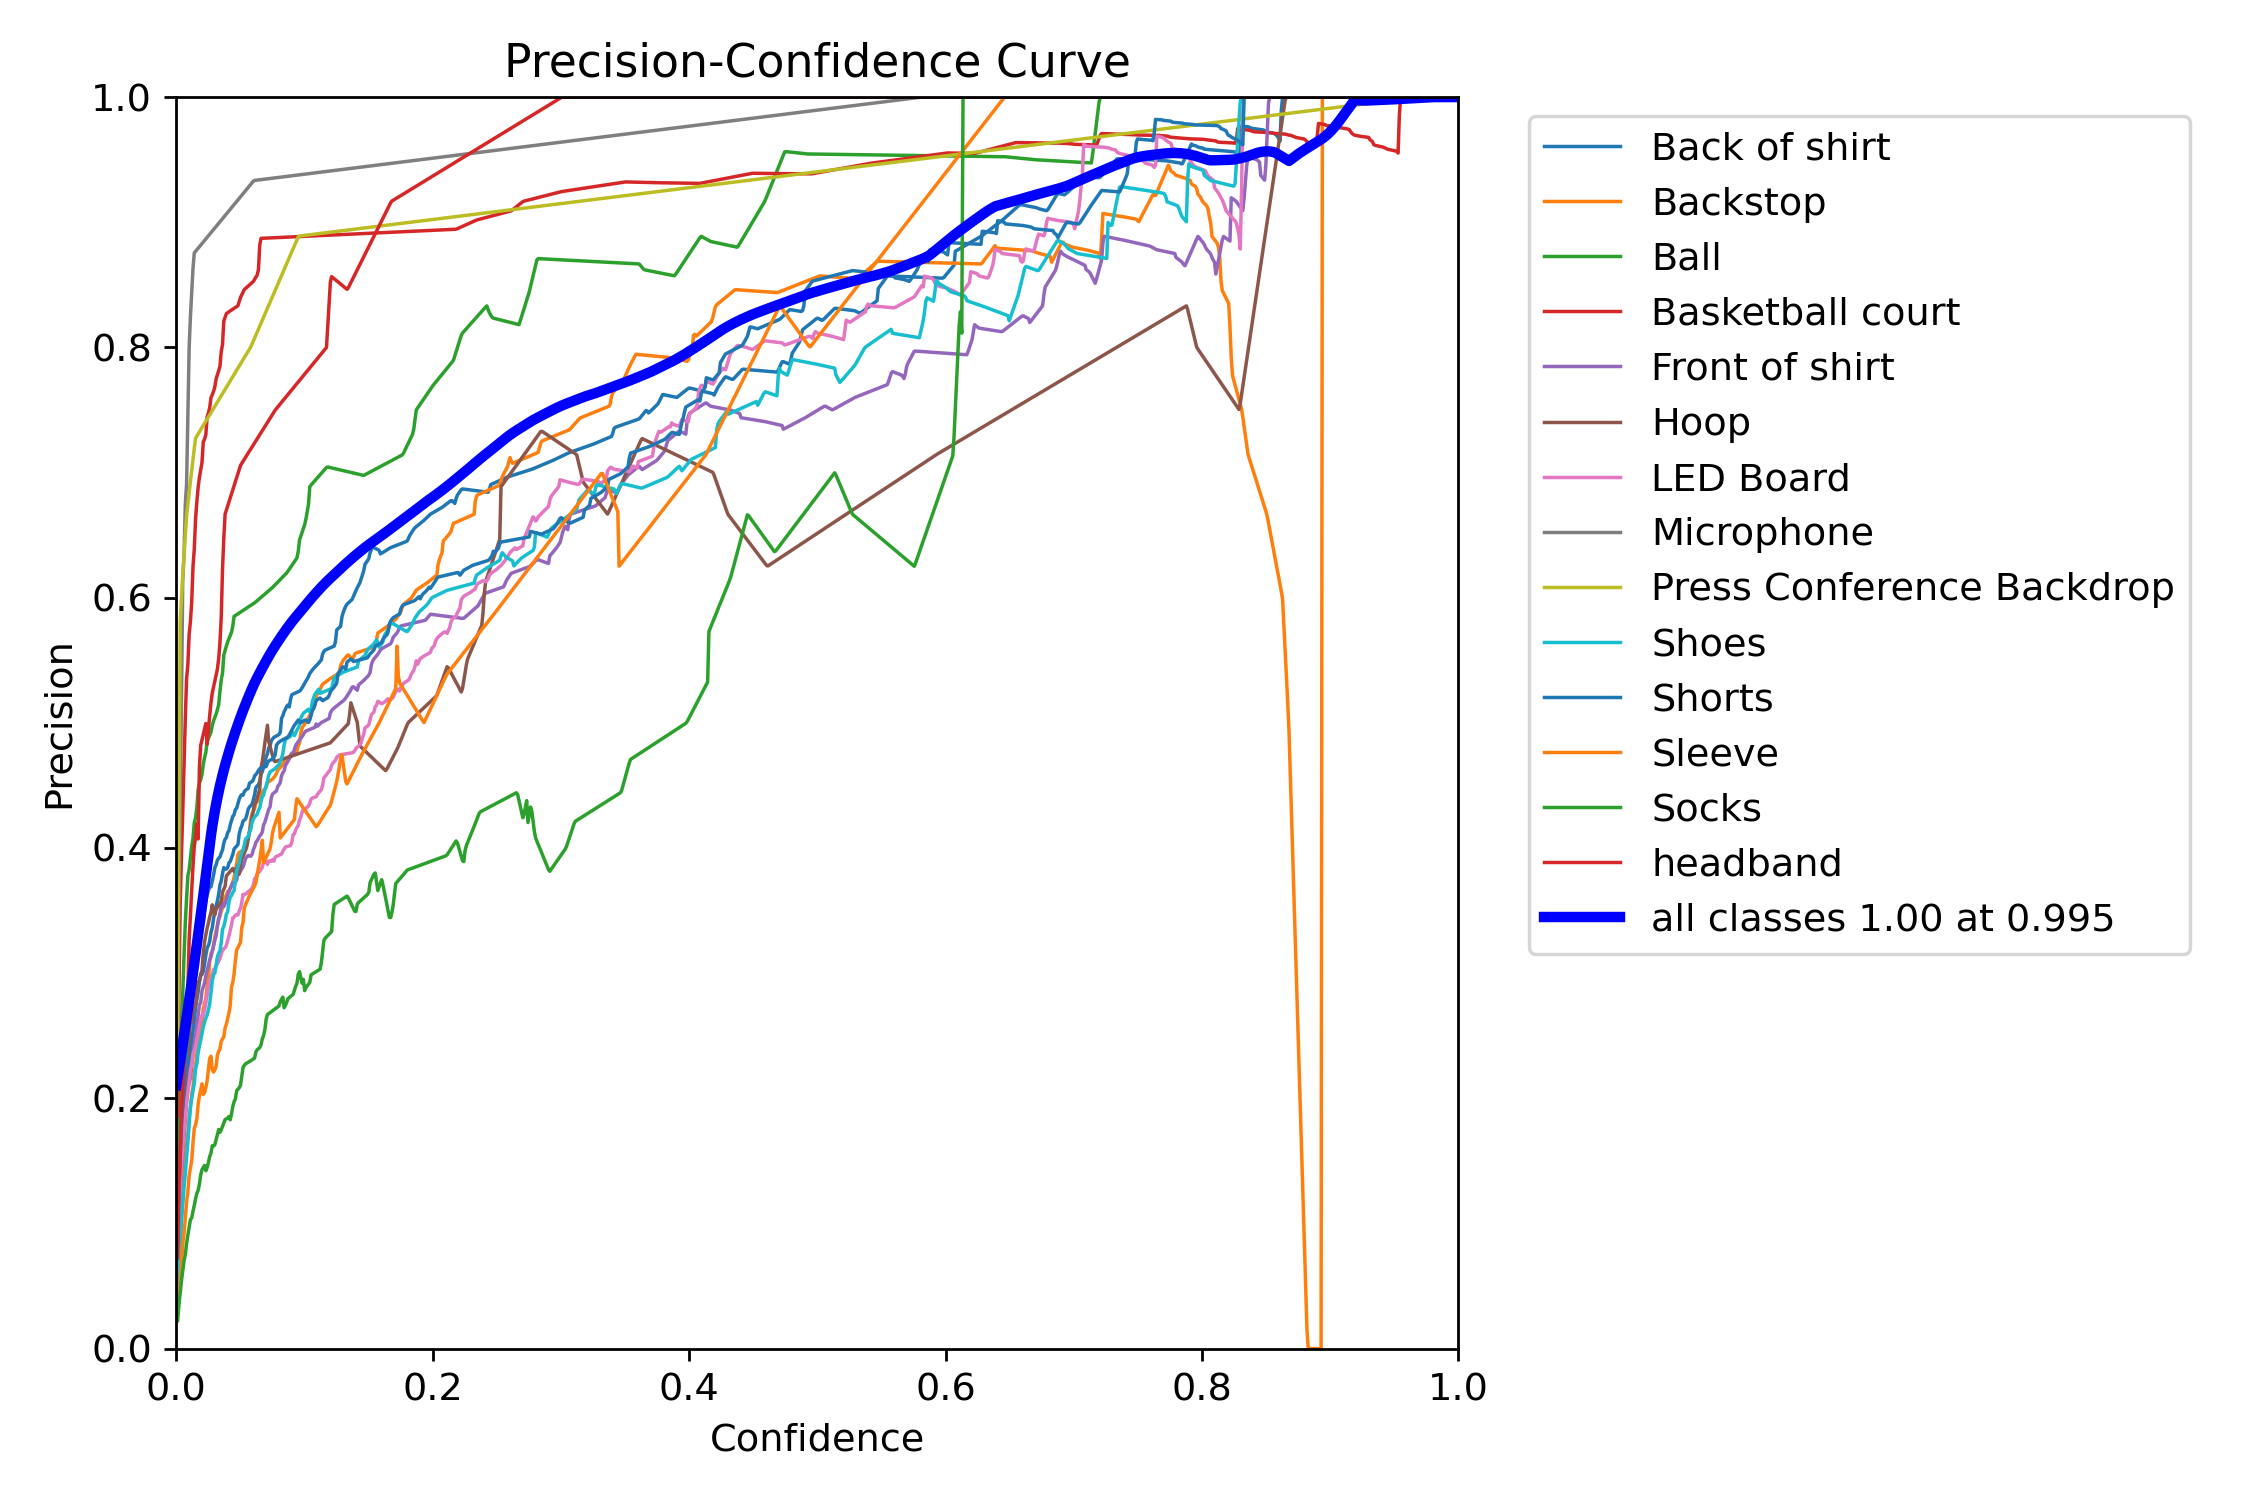 Precision-Confidence Curve
1.0
0.8
0.6
0.4
0.2
0.0
Precision
0.0 0.2 0.4 0.6 0.8 1.0
Confidence
Back of shirt
Backstop
Ball
Basketball court
Front of shirt
Hoop
LED Board
Microphone
Press Conference Backdrop
Shoes
Shorts
Sleeve
Socks
headband
all classes 1.00 at 0.995